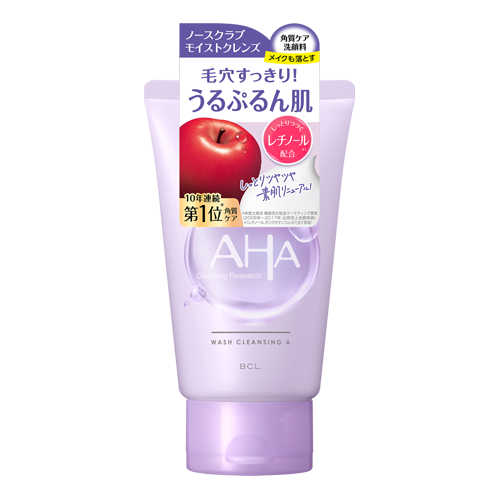 ノースクラブ
モイストクレンズ
角質ケア
洗顔料
メイクも落とす
毛穴すっきり!
うるぷるん肌
しっとりつづく
レチノール
配合
しっとりツヤツヤ
素肌リニューアル!
10年連続
第1位 角質ケア
AHA
Cleansing Research
WASH CLEANSING A
BCL